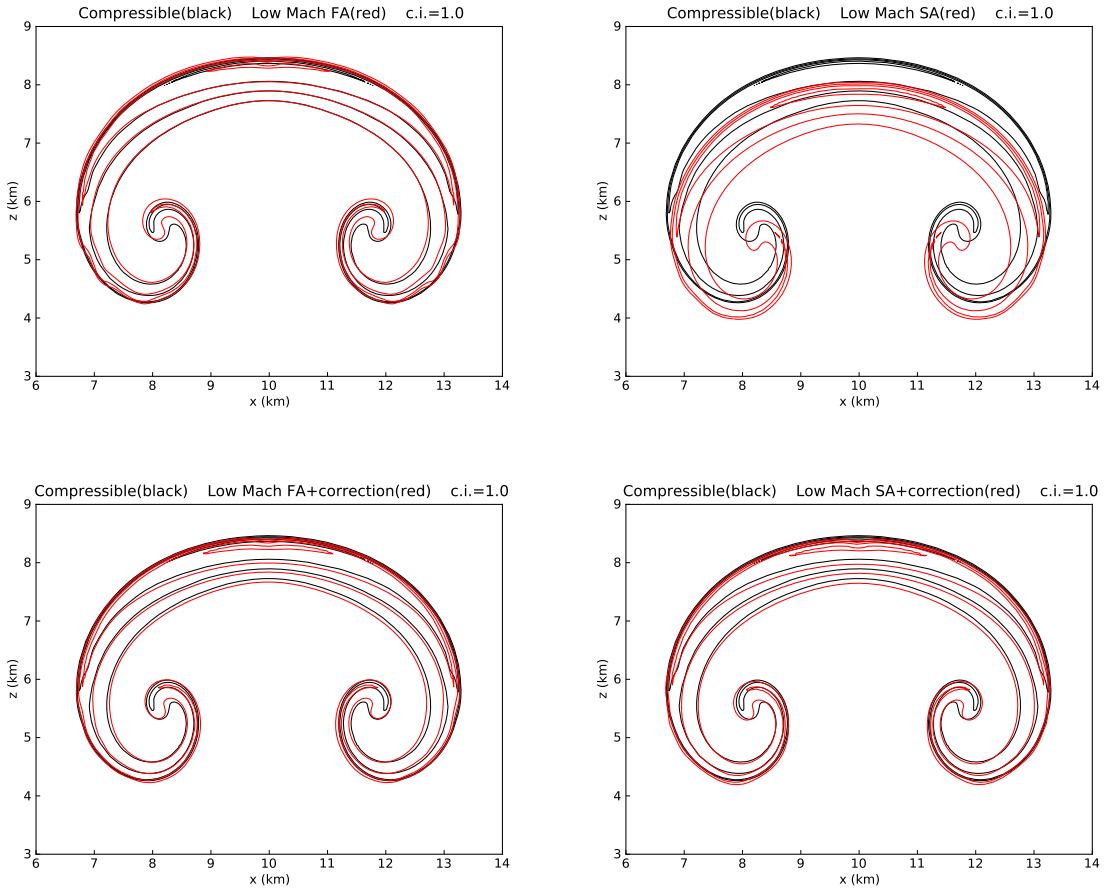 Compressible(black) Low Mach FA(red) c.i.=1.0
9
8
7
6
5
4
3
z (km)
6 7 8 9 10 11 12 13 14
x (km)
Compressible(black) Low Mach SA(red) c.i.=1.0
9
8
7
6
5
4
3
z (km)
6 7 8 9 10 11 12 13 14
x (km)
Compressible(black) Low Mach FA+correction(red) c.i.=1.0
9
8
7
6
5
4
3
z (km)
6 7 8 9 10 11 12 13 14
x (km)
Compressible(black) Low Mach SA+correction(red) c.i.=1.0
9
8
7
6
5
4
3
z (km)
6 7 8 9 10 11 12 13 14
x (km)